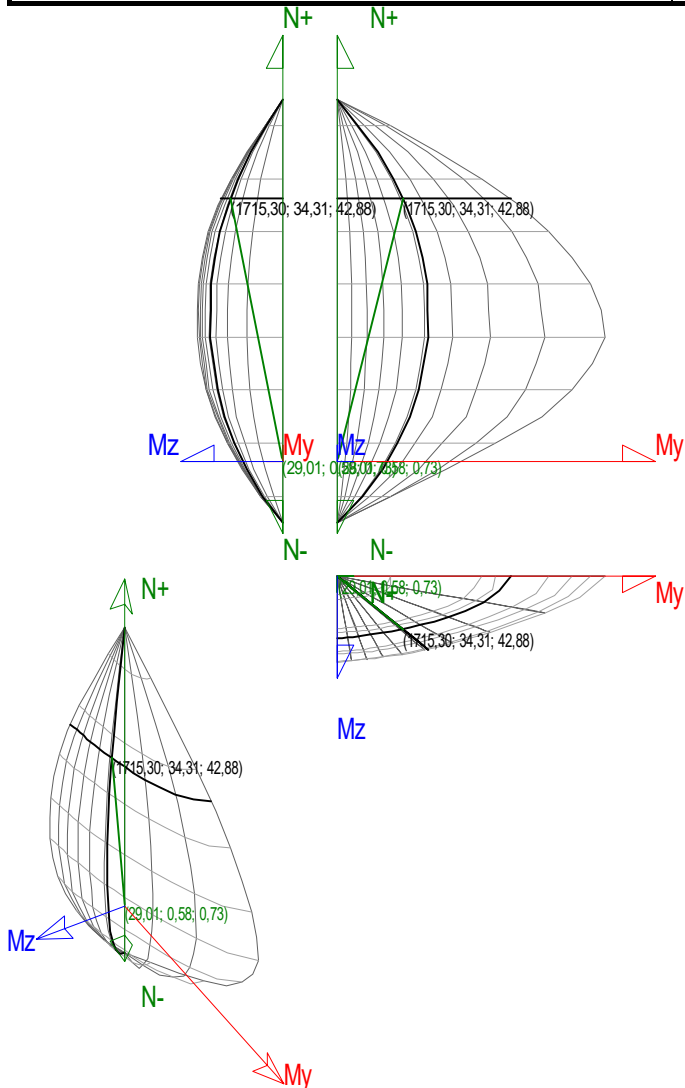 N+ N+
(1715,30; 34,31; 42,88) (1715,30; 34,31; 42,88)
Mz My Mz My
(29,01; 0,58; 0,73)
N- N-
N+
(29,01; 0,58; 0,73)
N+
My
(1715,30; 34,31; 42,88)
Mz
(1715,30; 34,31; 42,88)
(29,01; 0,58; 0,73)
Mz
N-
My